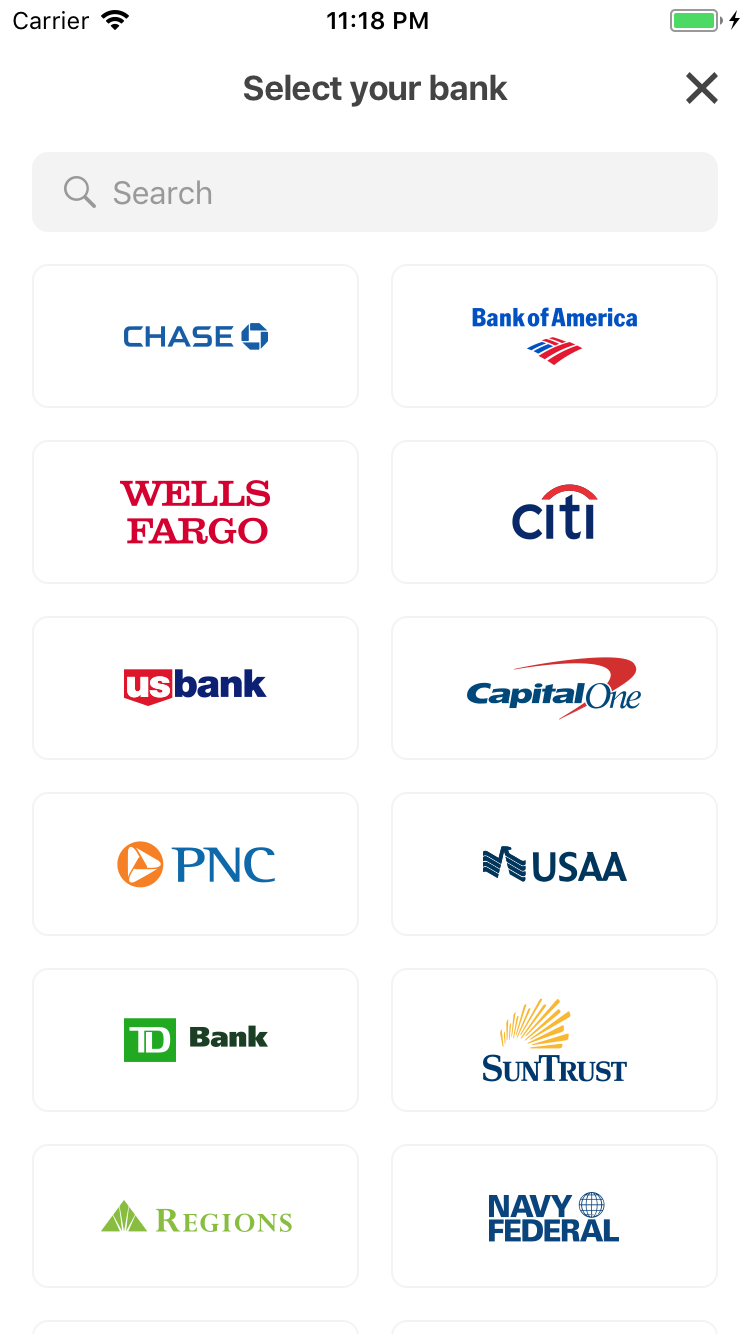 Carrier 11:18 PM
Select your bank
Search
CHASE
Bank of America
WELLS
FARGO
citi
usbank
Capital One
PNC
USAA
TD Bank
SUNTRUST
REGIONS
NAVY
FEDERAL